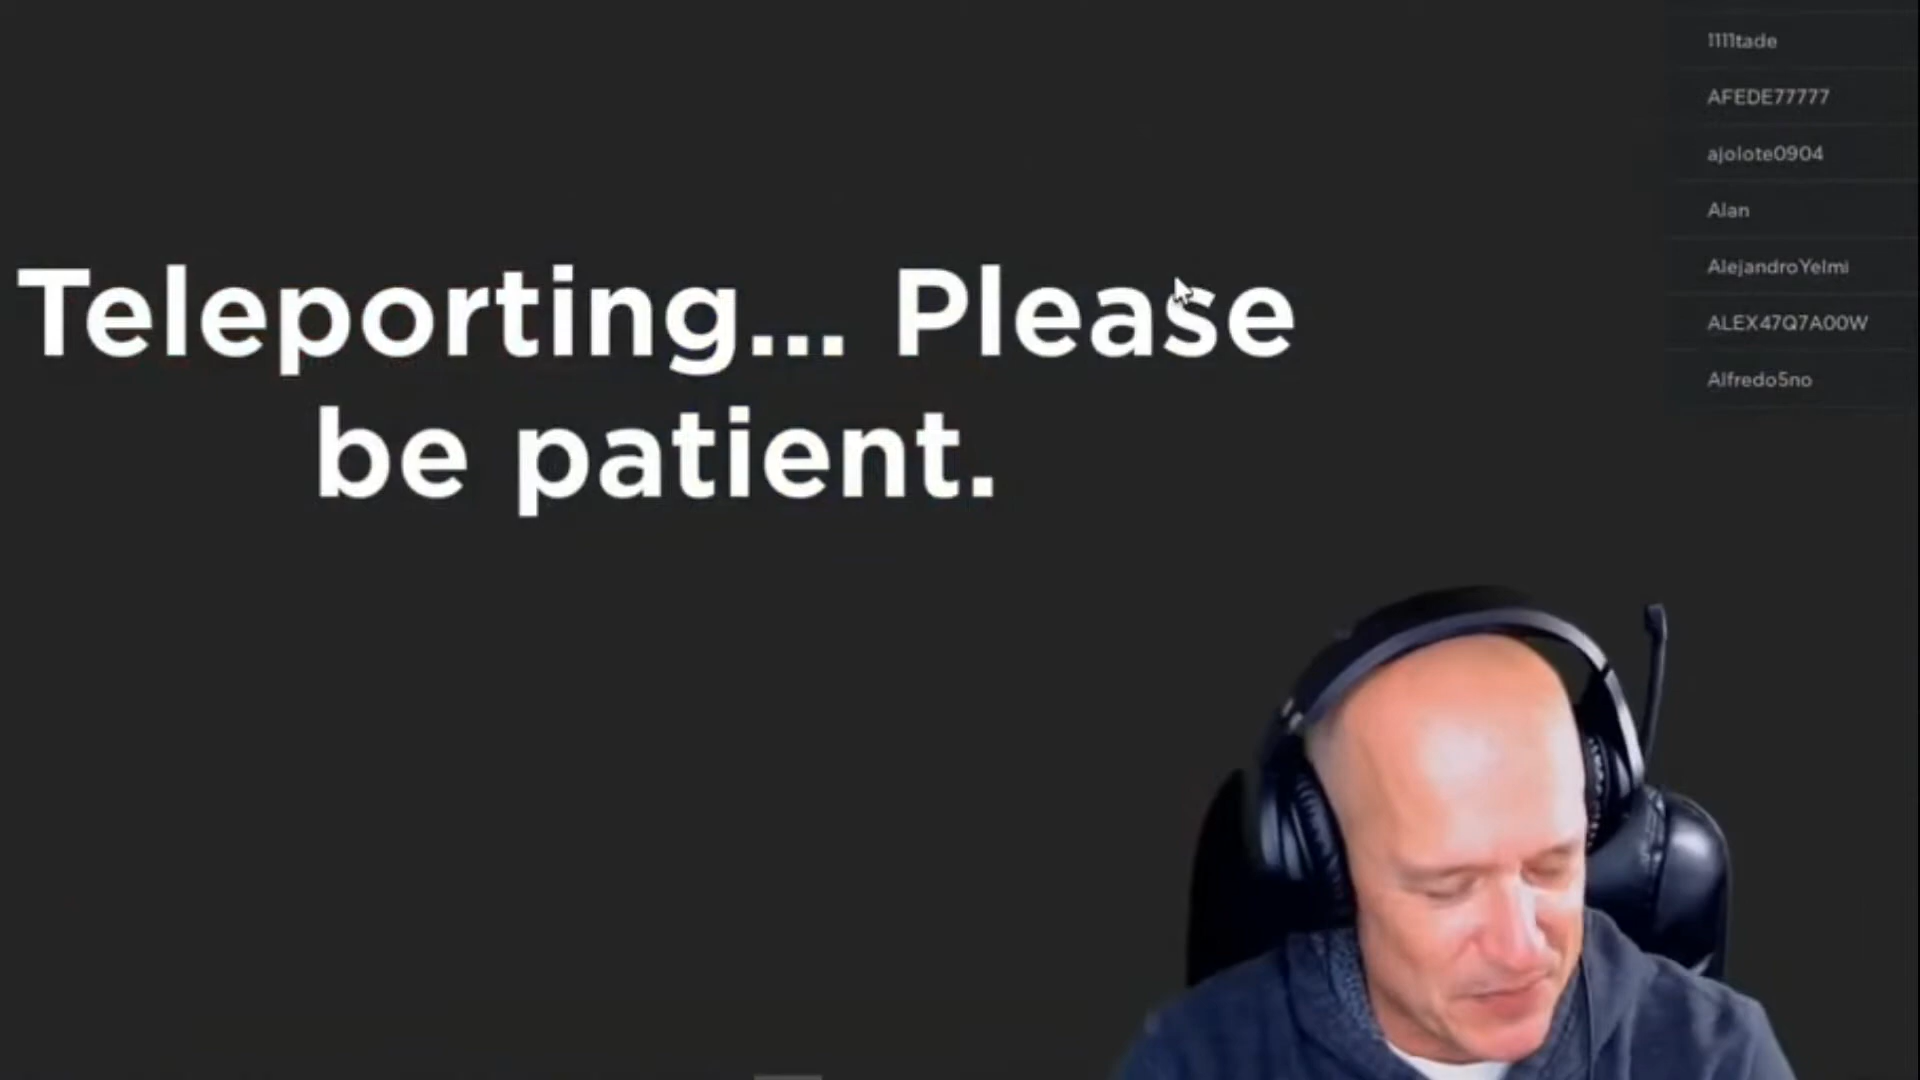 Teleporting... Please
be patient.
1111tade
AFEDE77777
ajolote0904
Alan
AlejandroYelmi
ALEX47Q7A00W
Alfredo5no